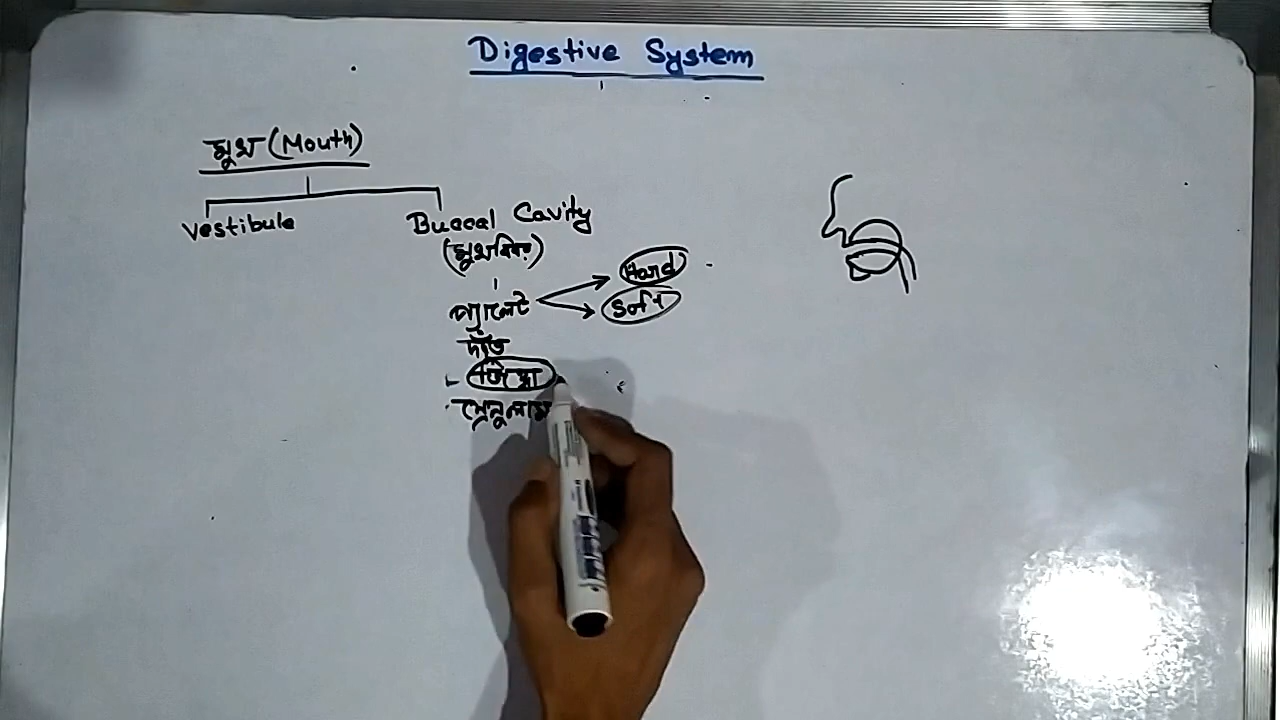 Digestive System
মুখ (Mouth)
Vestibule
Buccal Cavity
(মুখবিবর)
প্যালেট
Hard
Soft
দাঁত
জিহ্বা
ফ্রেনুলাম